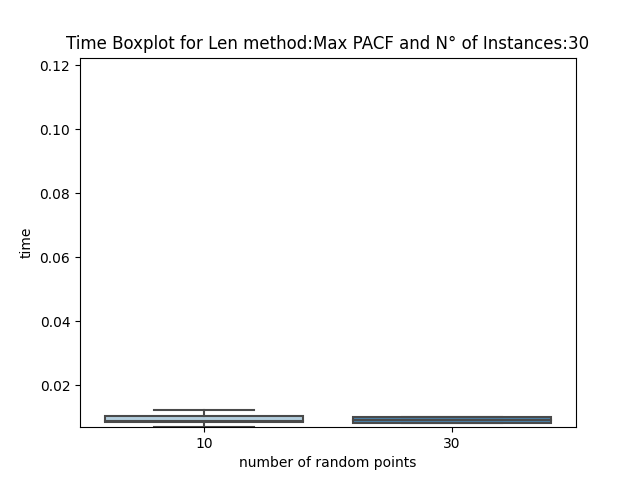 Time Boxplot for Len method:Max PACF and N° of Instances:30
0.12
0.10
0.08
0.06
0.04
0.02
time
10
30
number of random points